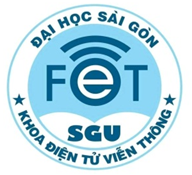 ĐẠI HỌC SÀI GÒN
FeT
SGU
KHOA ĐIỆN TỬ VIỄN THÔNG